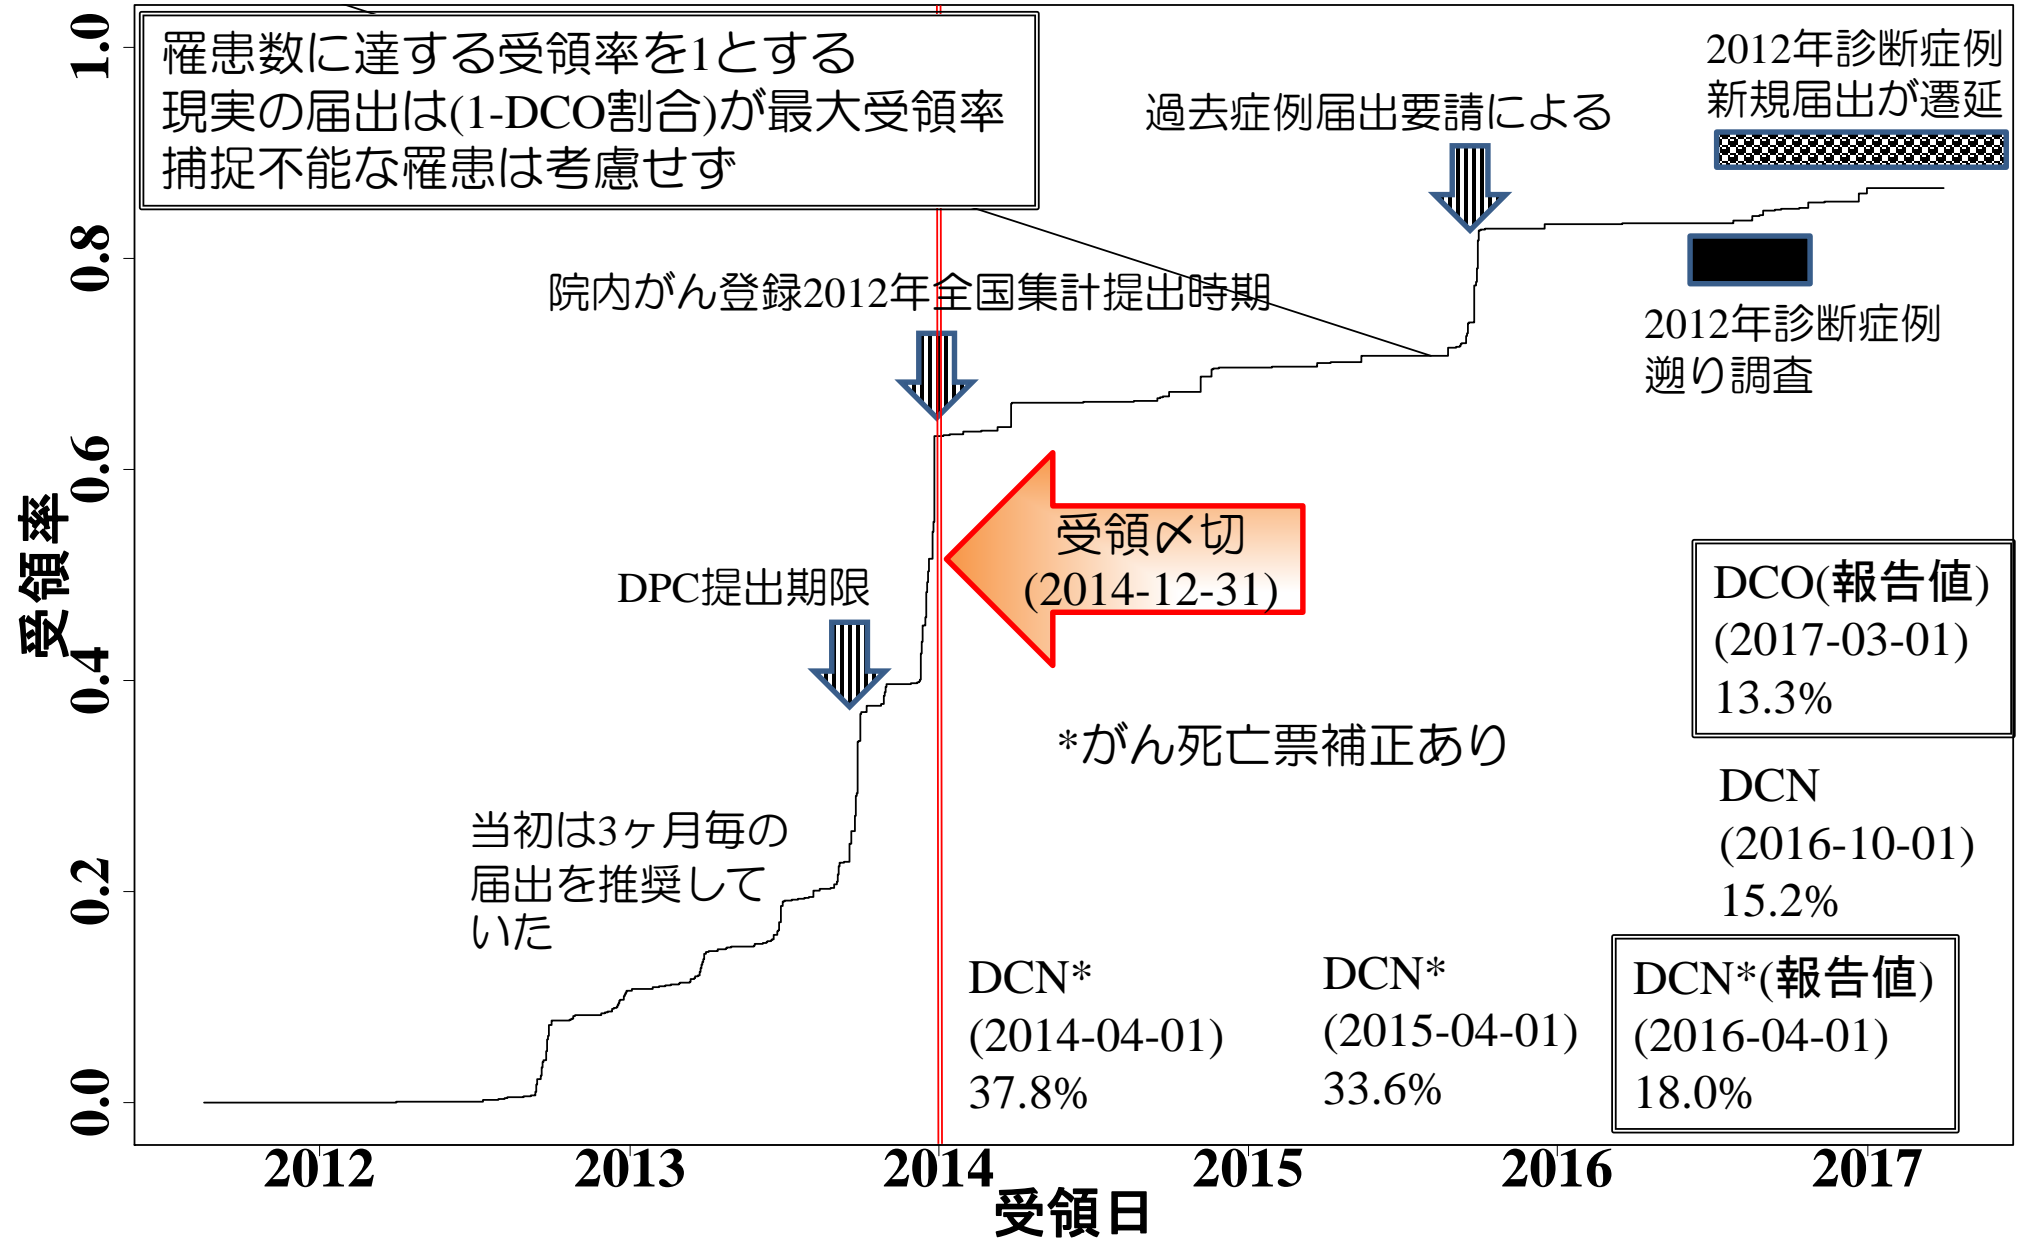 罹患数に達する受領率を1とする
現実の届出は(1-DCO割合)が最大受領率
捕捉不能な罹患は考慮せず
2012年診断症例
新規届出が遷延
過去症例届出要請による
院内がん登録2012年全国集計提出時期
2012年診断症例
遡り調査
受領〆切
(2014-12-31)
DPC提出期限
*がん死亡票補正あり
当初は3ヶ月毎の
届出を推奨して
いた
DCO(報告値)
(2017-03-01)
13.3%
DCN
(2016-10-01)
15.2%
DCN*
(2014-04-01)
37.8%
DCN*
(2015-04-01)
33.6%
DCN*(報告値)
(2016-04-01)
18.0%
受領率
1.0
0.8
0.6
0.4
0.2
0.0
2012
2013
2014
2015
2016
2017
受領日